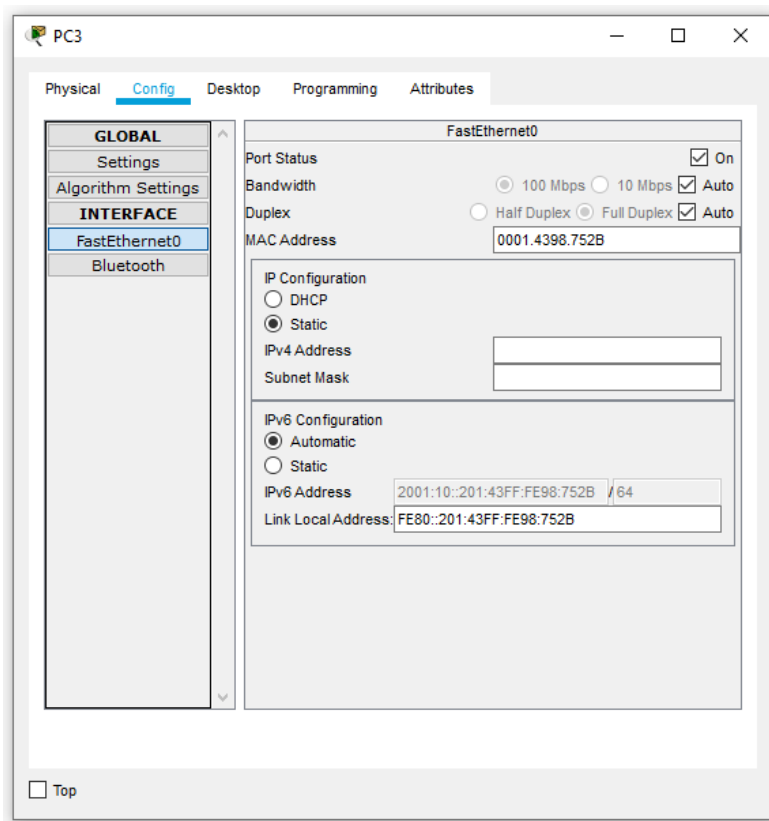 PC3
Physical Config Desktop Programming Attributes
GLOBAL
Settings
Algorithm Settings
INTERFACE
FastEthernet0
Bluetooth
FastEthernet0
Port Status On
Bandwidth 100 Mbps 10 Mbps Auto
Duplex Half Duplex Full Duplex Auto
MAC Address 0001.4398.752B
IP Configuration
DHCP
Static
IPv4 Address
Subnet Mask
IPv6 Configuration
Automatic
Static
IPv6 Address 2001:10::201:43FF:FE98:752B / 64
Link Local Address: FE80::201:43FF:FE98:752B
Top